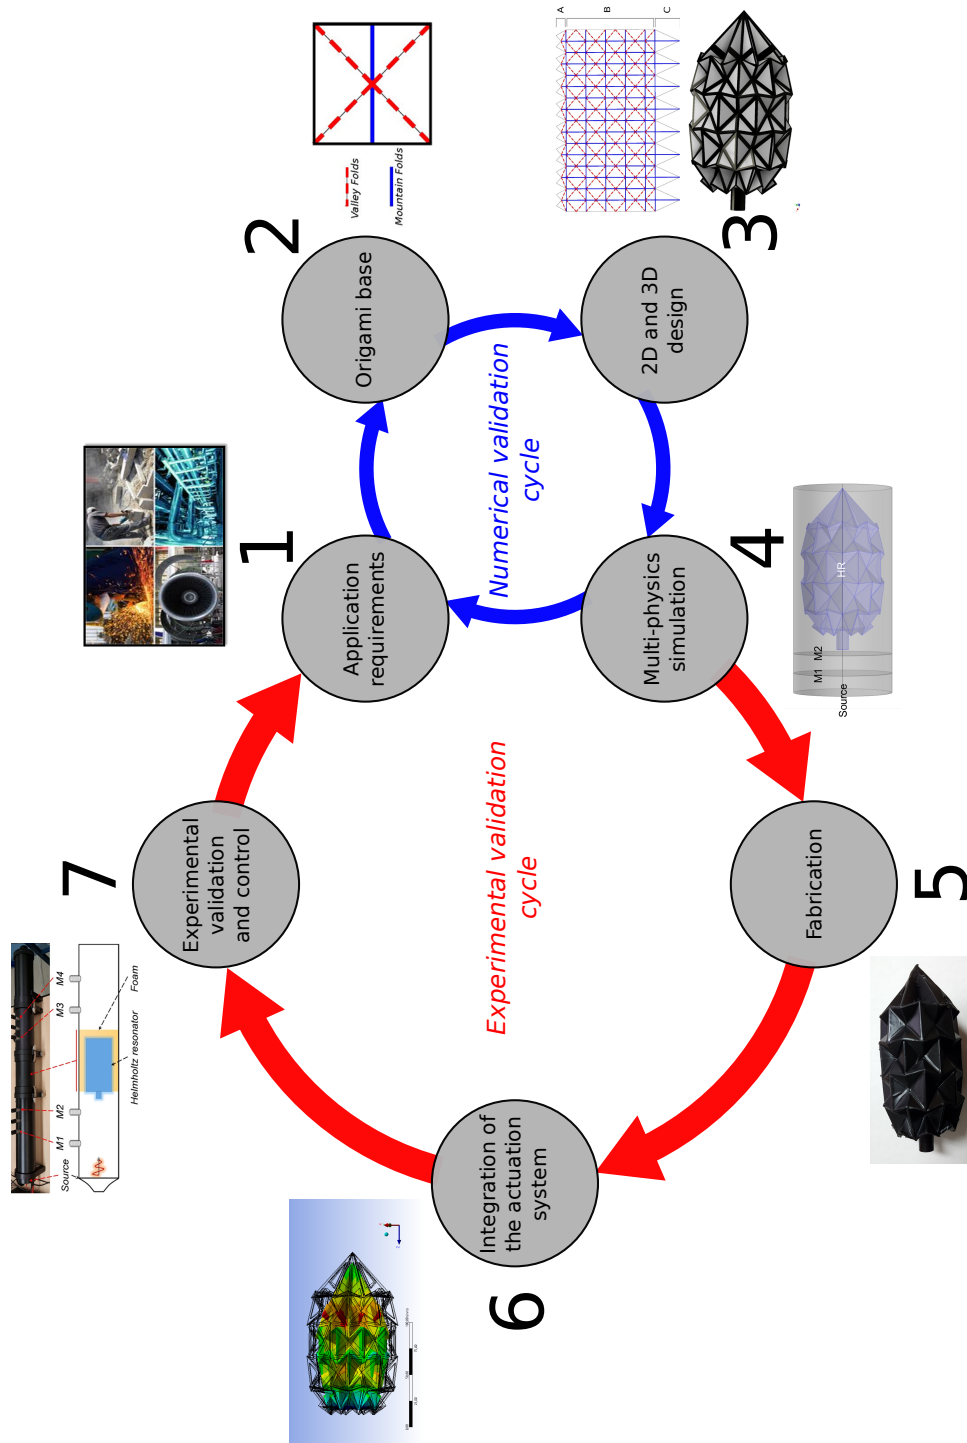 1
Application
requirements
2
Origami base
Valley Folds
Mountain Folds
3
2D and 3D
design
A
B
C
4
Multi-physics
simulation
Source
M1
M2
HR
5
Fabrication
6
Integration of
the actuation
system
7
Experimental
validation
and control
Source
M1
M2
M3
M4
Helmholtz resonator
Foam
Numerical validation
cycle
Experimental validation
cycle